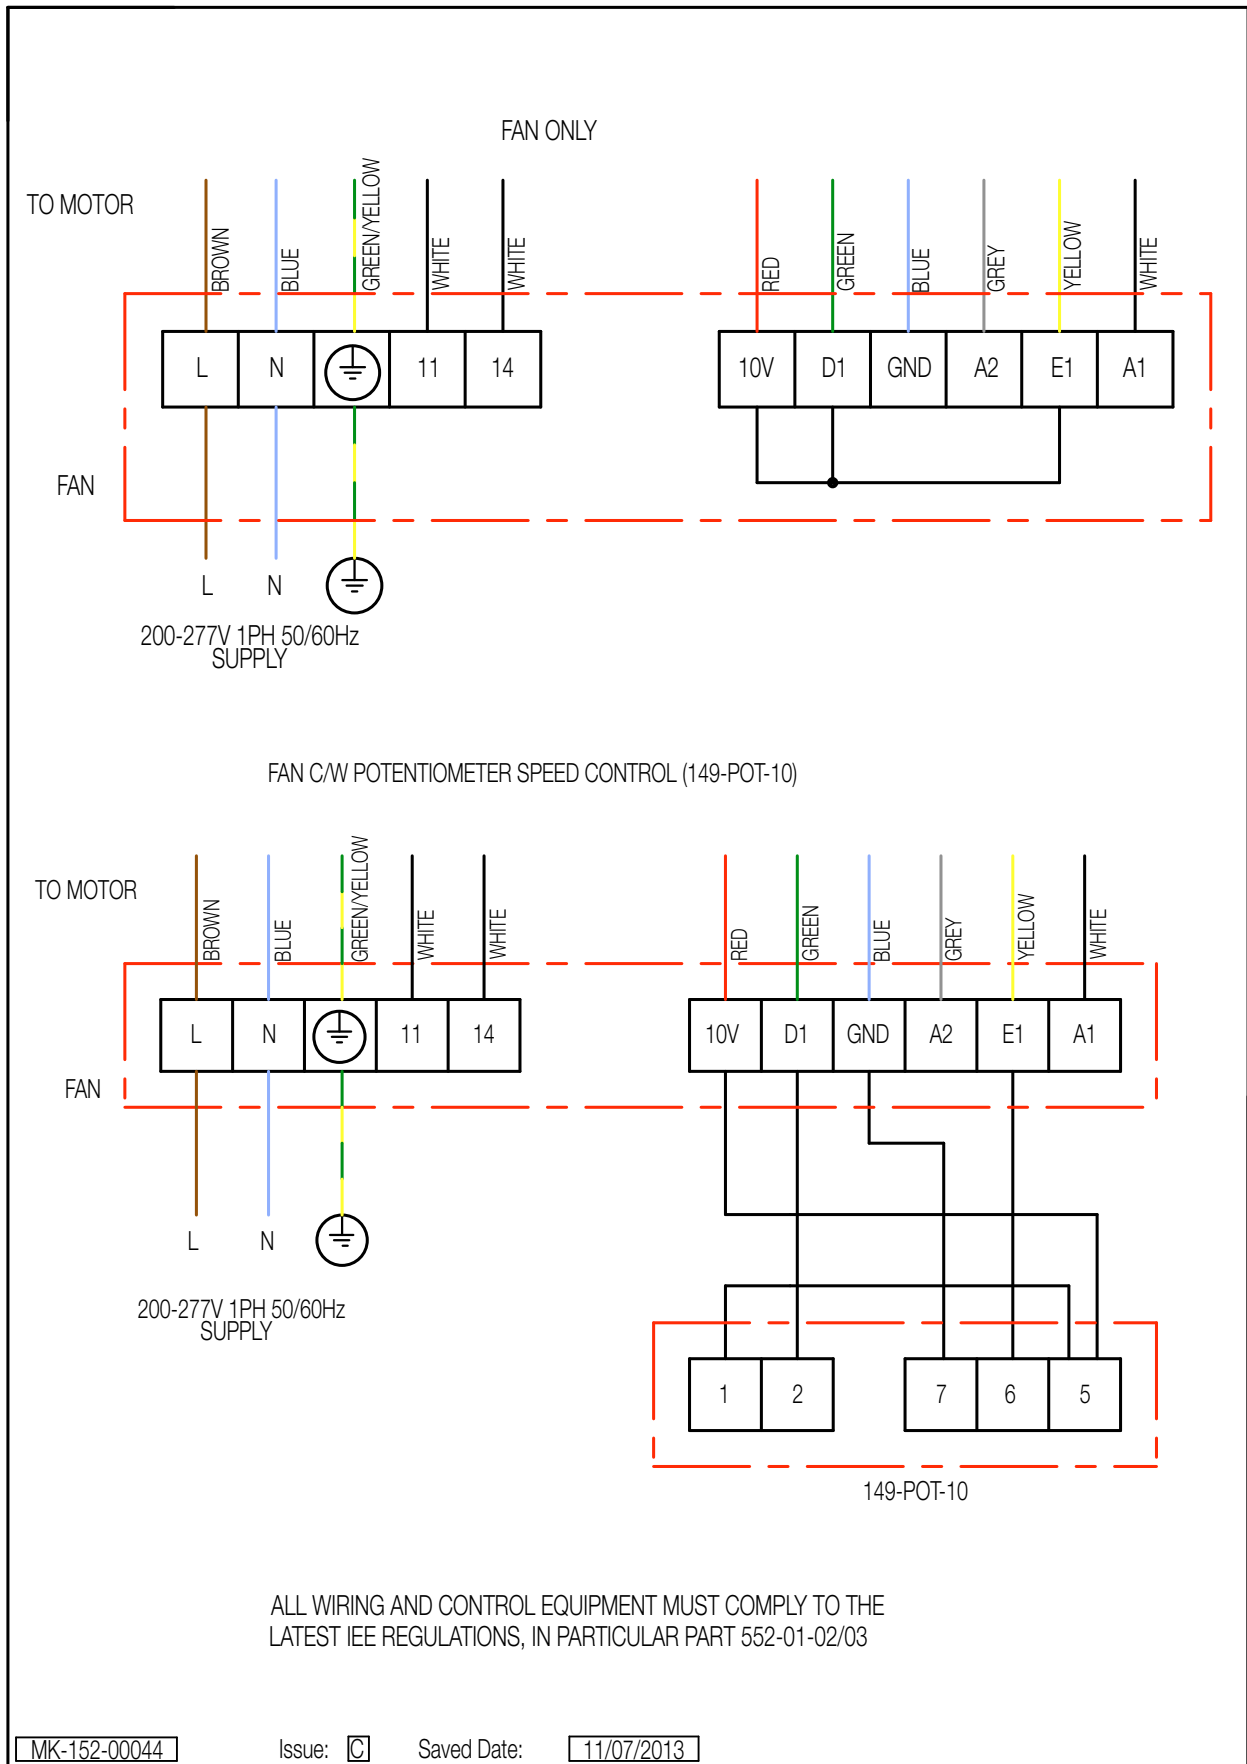 FAN ONLY
TO MOTOR
BROWN
BLUE
GREEN/YELLOW
WHITE
WHITE
RED
GREEN
BLUE
GREY
YELLOW
WHITE
L N 11 14
10V D1 GND A2 E1 A1
FAN
L N
200-277V 1PH 50/60Hz
SUPPLY
FAN C/W POTENTIOMETER SPEED CONTROL (149-POT-10)
TO MOTOR
BROWN
BLUE
GREEN/YELLOW
WHITE
WHITE
RED
GREEN
BLUE
GREY
YELLOW
WHITE
L N 11 14
10V D1 GND A2 E1 A1
FAN
L N
200-277V 1PH 50/60Hz
SUPPLY
1 2 7 6 5
149-POT-10
ALL WIRING AND CONTROL EQUIPMENT MUST COMPLY TO THE
LATEST IEE REGULATIONS, IN PARTICULAR PART 552-01-02/03
MK-152-00044 Issue: C Saved Date: 11/07/2013